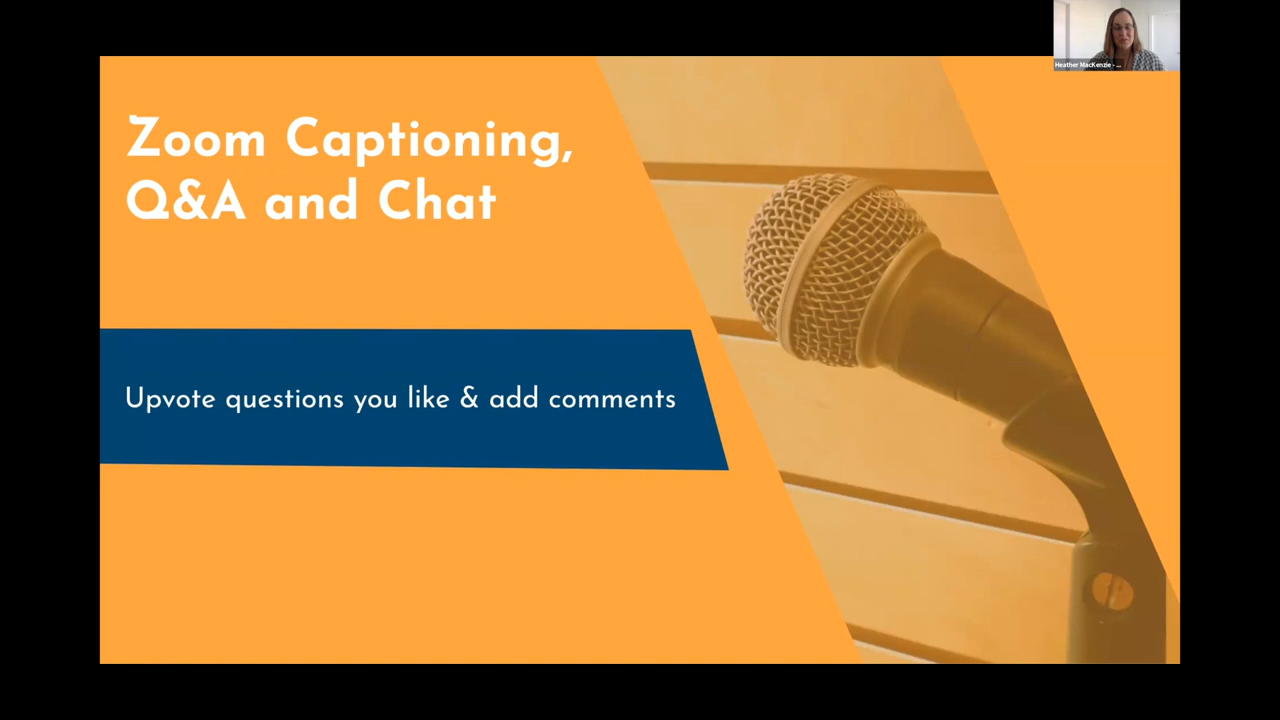 Heather MacKenzie - ...
Zoom Captioning,
Q&A and Chat
Upvote questions you like & add comments